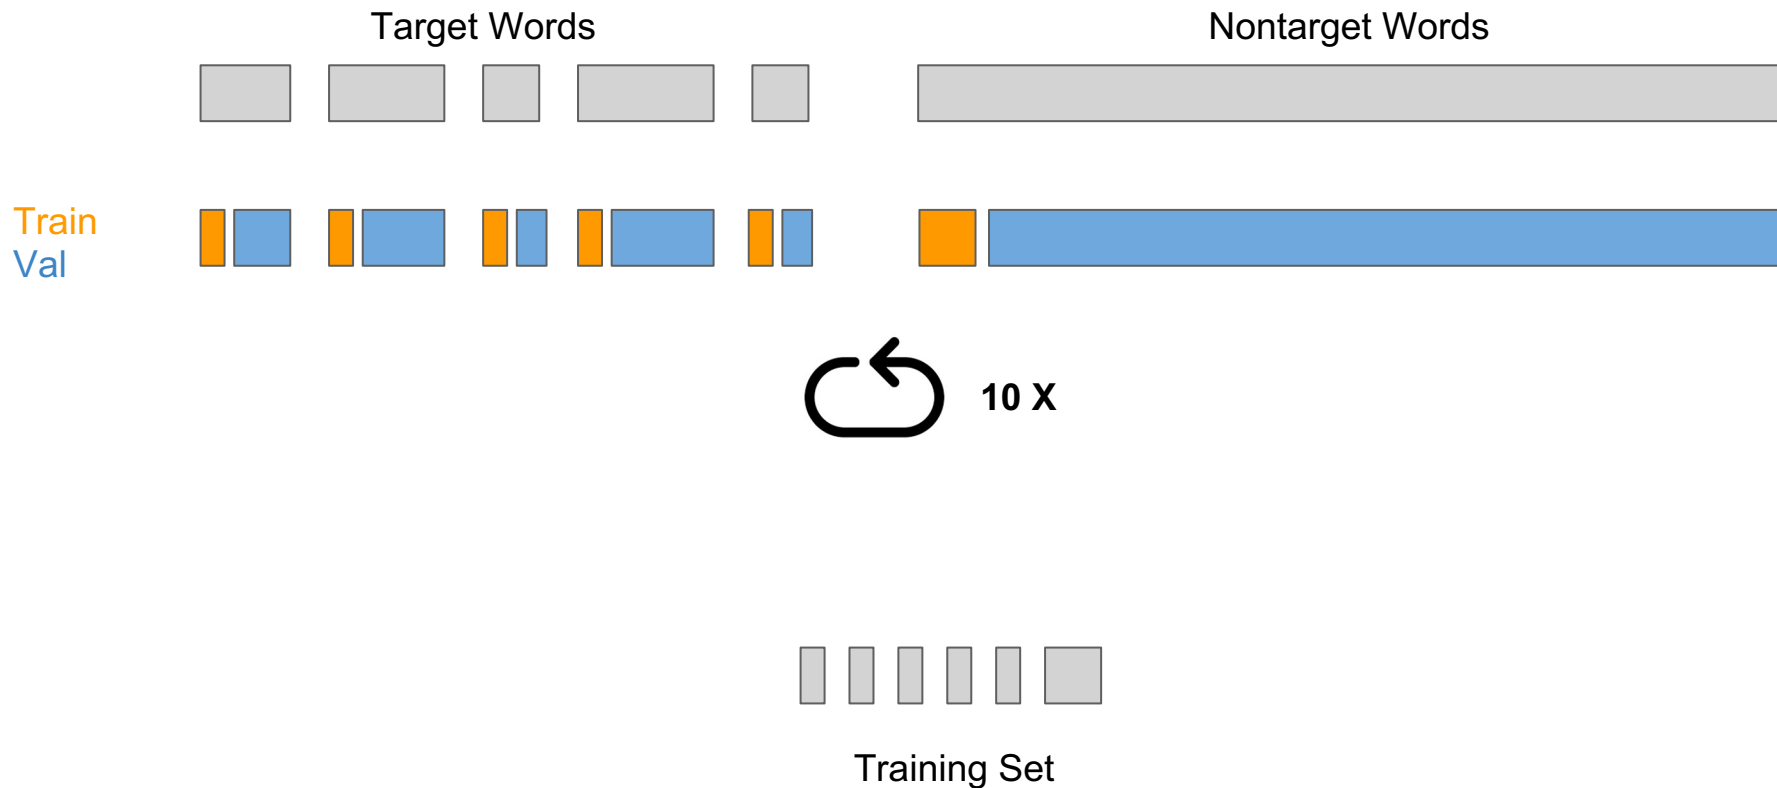 Target Words
Nontarget Words
Train
Val
10 X
Training Set